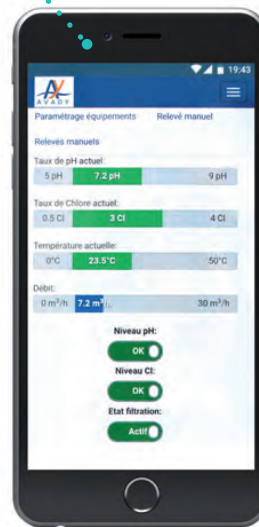 19:43
AVADY
Paramétrage équipements Relevé manuel
Relevés manuels
Taux de pH actuel:
5 pH 7.2 pH 9 pH
Taux de Chlore actuel:
0.5 Cl 3 Cl 4 Cl
Température actuelle:
0°C 23.5°C 50°C
Débit:
0 m³/h 7.2 m³/h 30 m³/h
Niveau pH:
OK
Niveau Cl:
OK
Etat filtration:
Actif